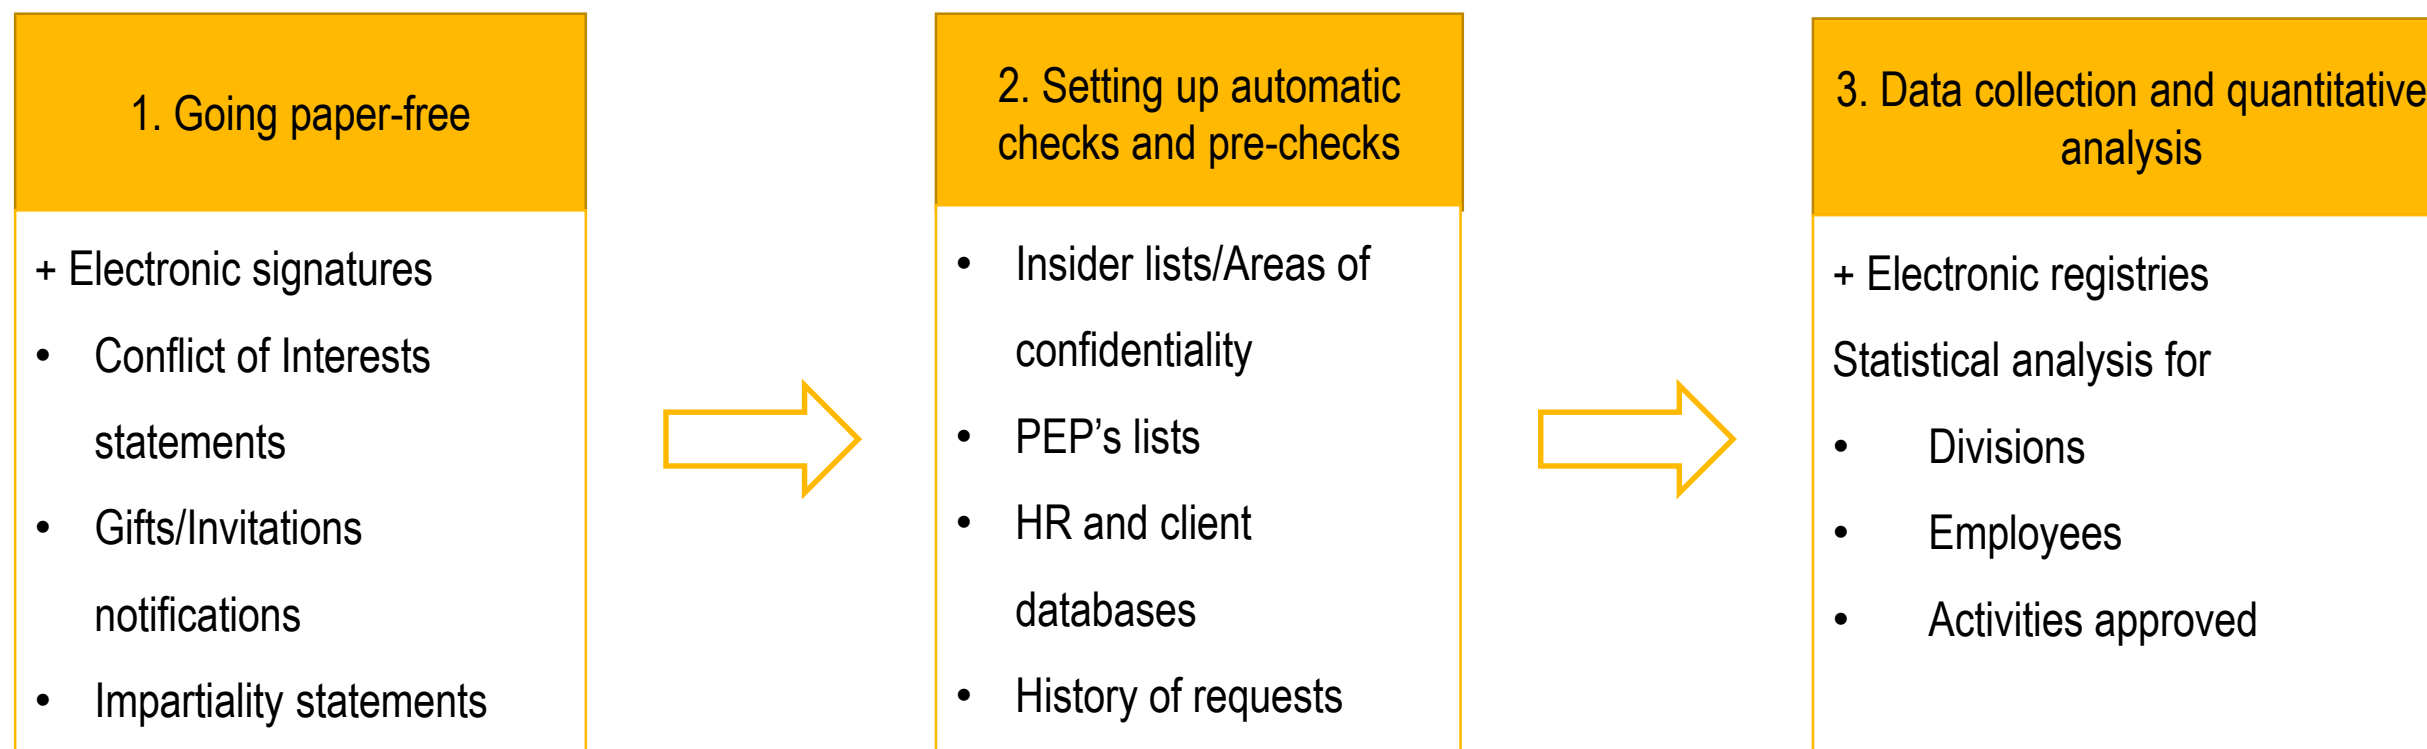 1. Going paper-free
+ Electronic signatures
• Conflict of Interests
statements
• Gifts/Invitations
notifications
• Impartiality statements
2. Setting up automatic
checks and pre-checks
• Insider lists/Areas of
confidentiality
• PEP’s lists
• HR and client
databases
• History of requests
3. Data collection and quantitative
analysis
+ Electronic registries
Statistical analysis for
• Divisions
• Employees
• Activities approved